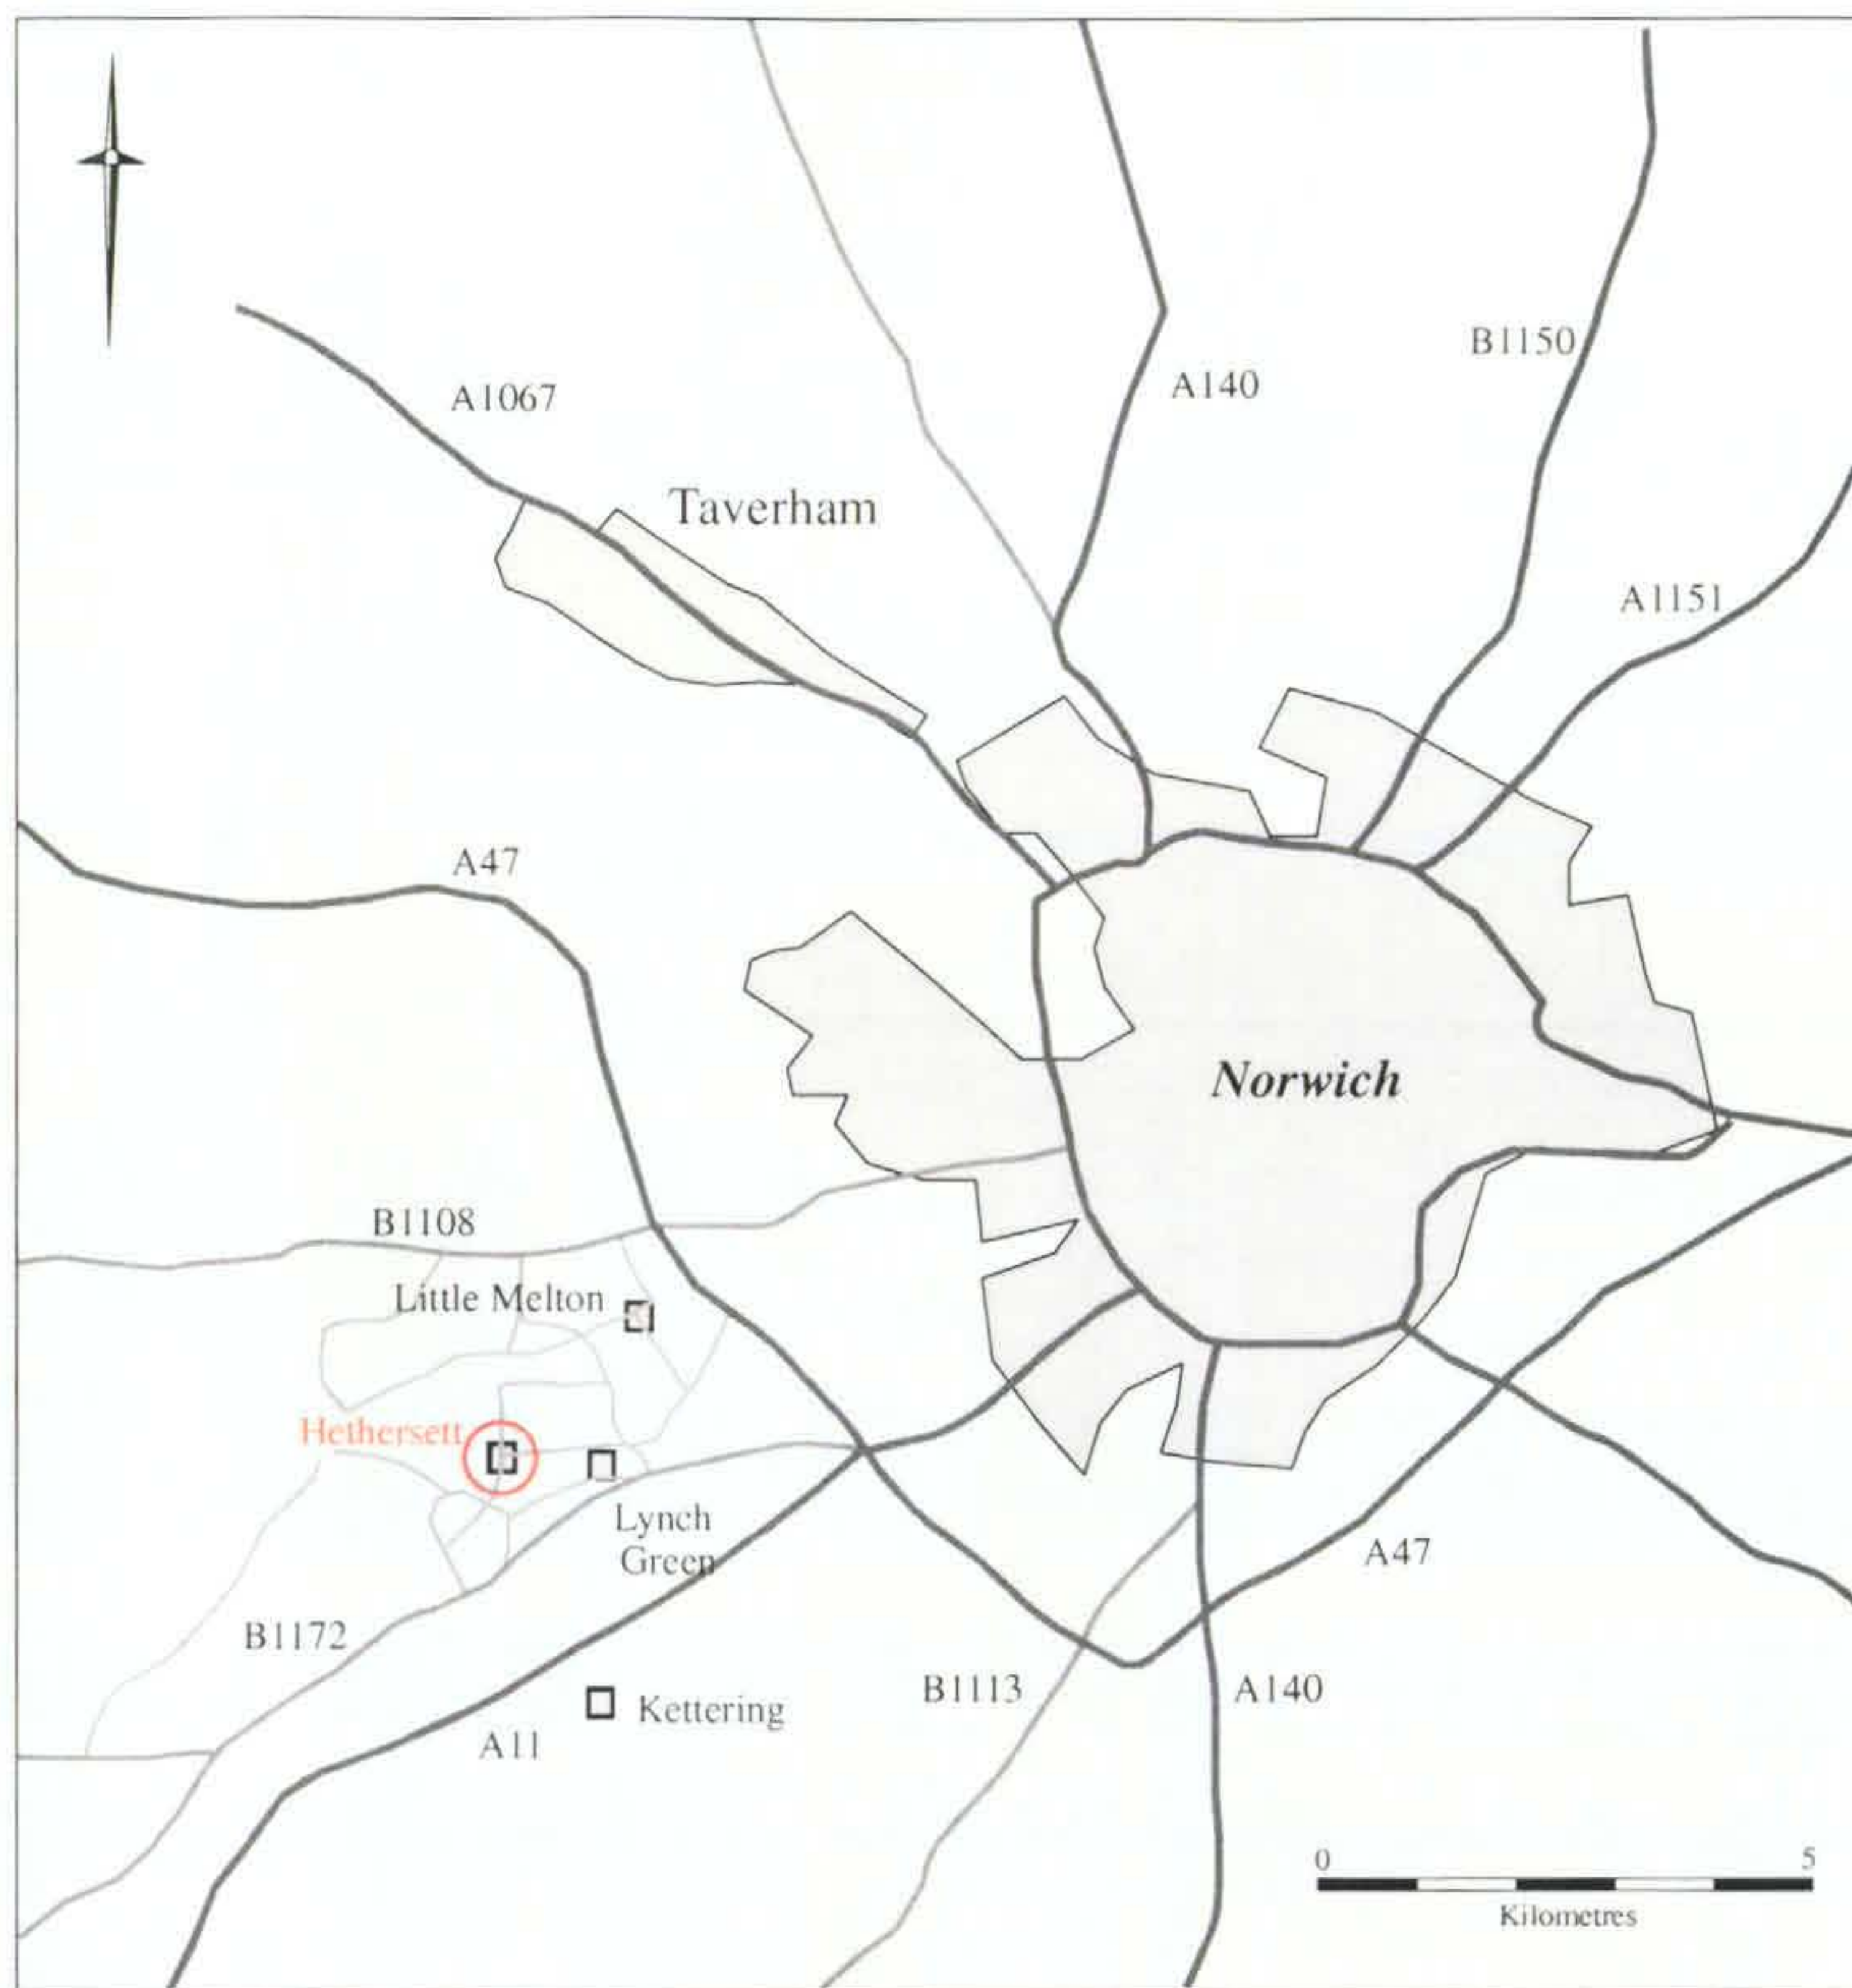 B1150
A140
A1067
Taverham
A1151
A47
Norwich
B1108
Little Melton
Hethersett
Lynch
Green
A47
B1172
B1113
A140
Kettering
A11
0 5
Kilometres